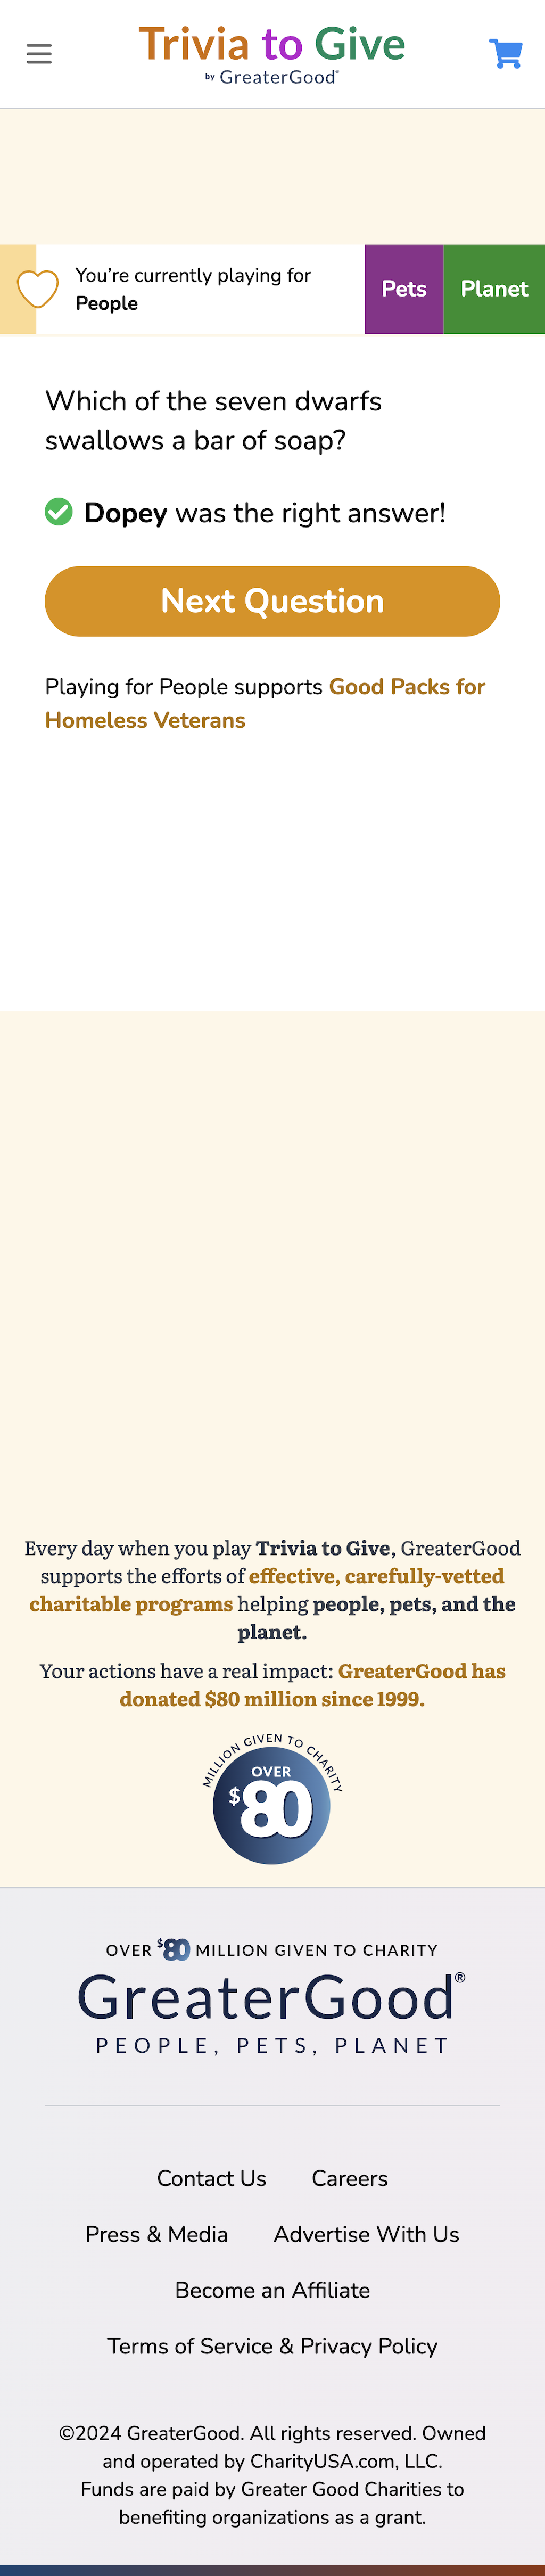 Trivia to Give
by GreaterGood®
You're currently playing for
People
Pets
Planet
Which of the seven dwarfs
swallows a bar of soap?
Dopey was the right answer!
Next Question
Playing for People supports Good Packs for
Homeless Veterans
Every day when you play Trivia to Give, GreaterGood
supports the efforts of effective, carefully-vetted
charitable programs helping people, pets, and the
planet.
Your actions have a real impact: GreaterGood has
donated $80 million since 1999.
MILLION GIVEN TO CHARITY
OVER
$80
OVER $80 MILLION GIVEN TO CHARITY
GreaterGood®
PEOPLE, PETS, PLANET
Contact Us
Careers
Press & Media
Advertise With Us
Become an Affiliate
Terms of Service & Privacy Policy
©2024 GreaterGood. All rights reserved. Owned
and operated by CharityUSA.com, LLC.
Funds are paid by Greater Good Charities to
benefiting organizations as a grant.